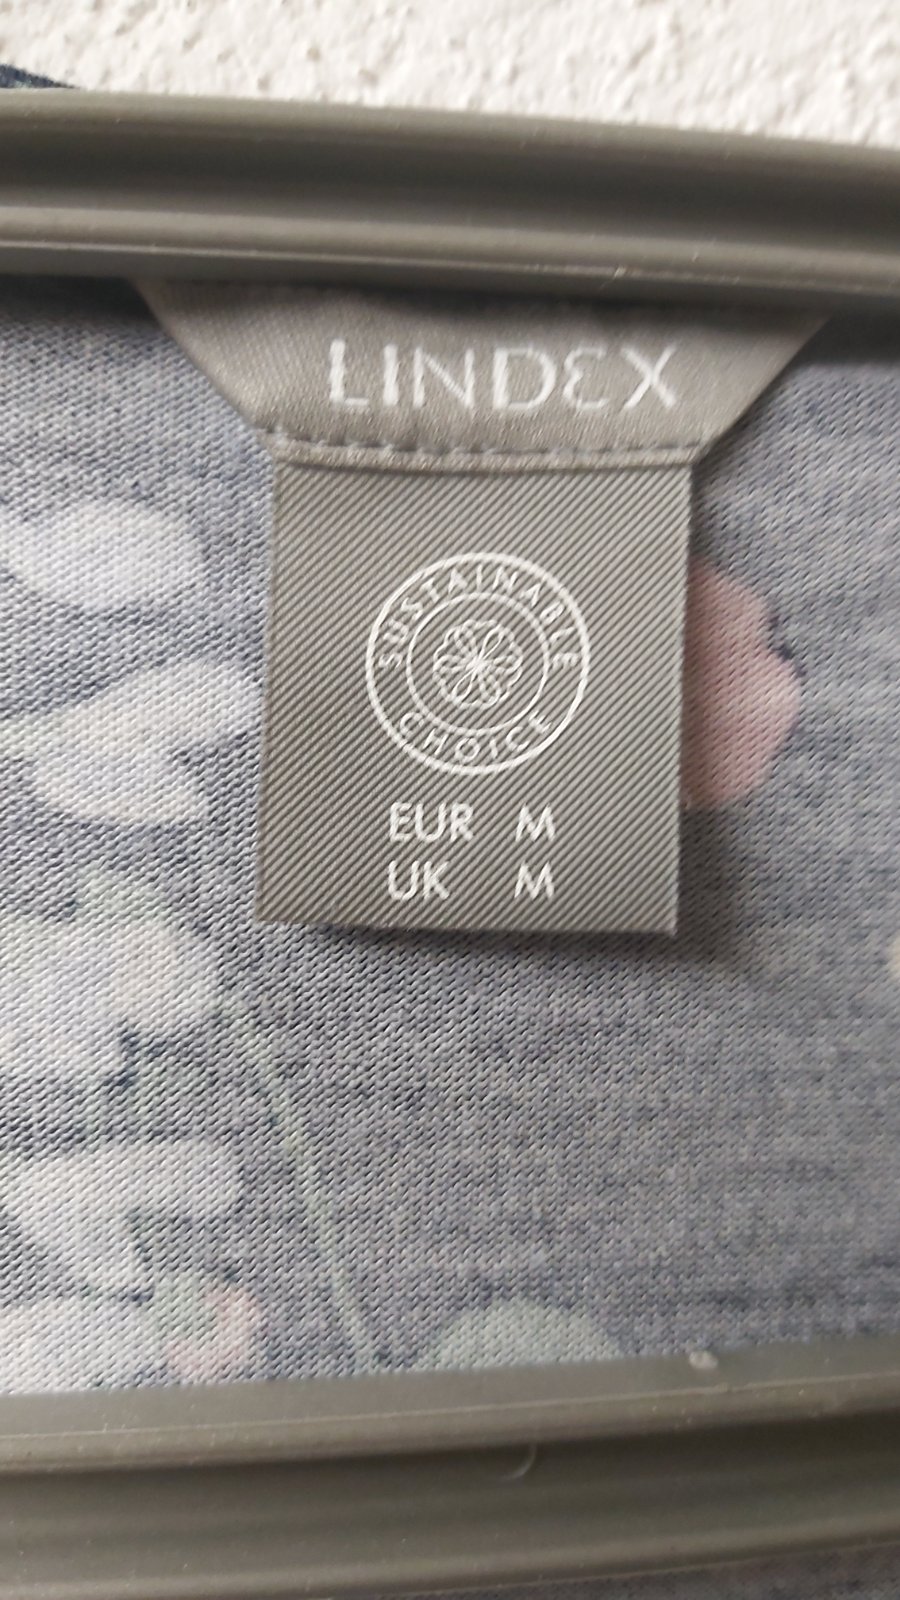 LINDEX
SUSTAINABLE
CHOICE
EUR M
UK M